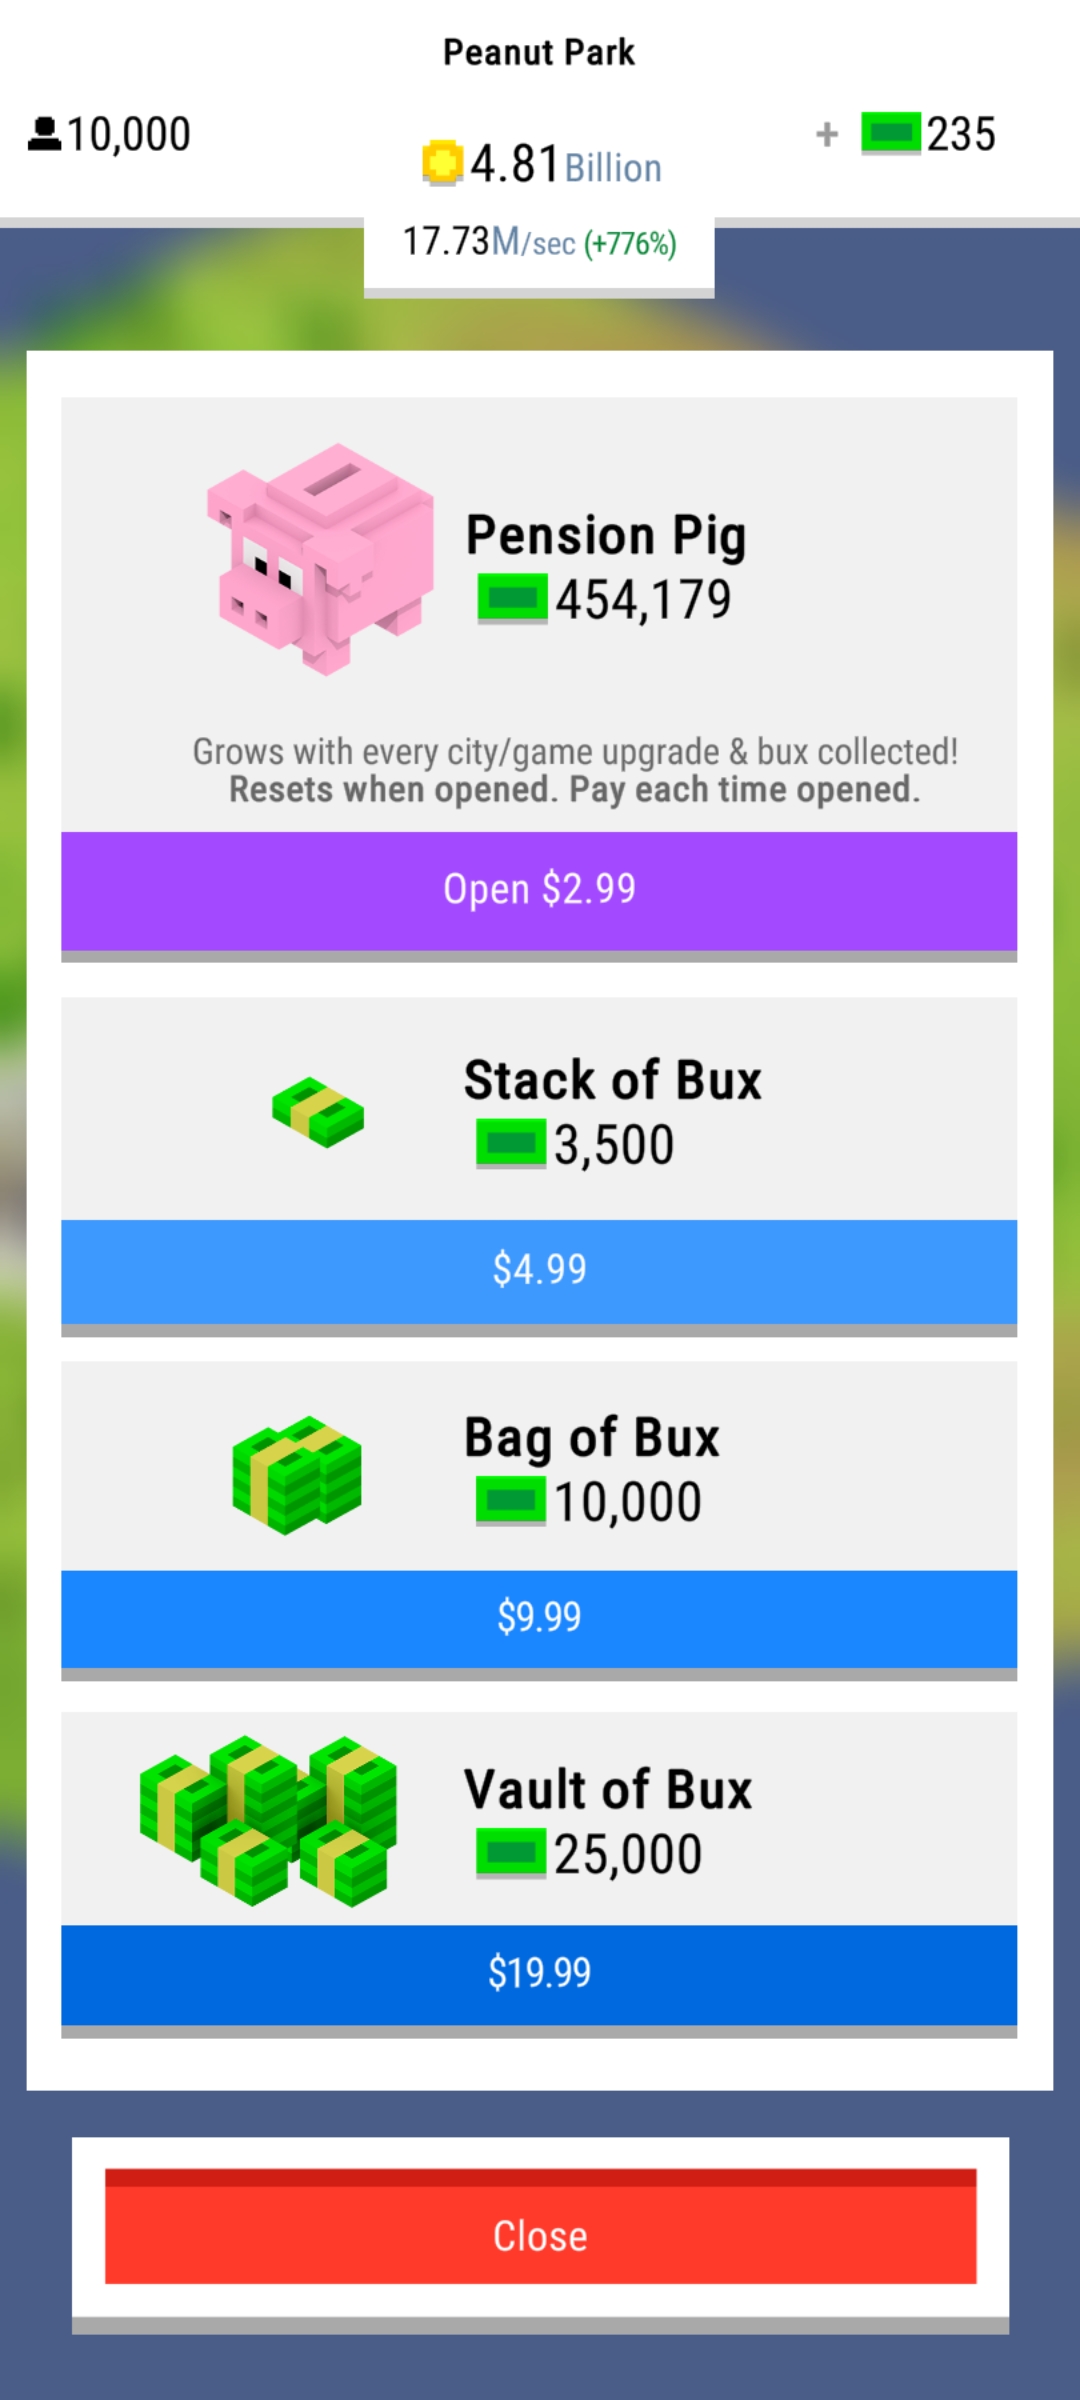 Peanut Park
10,000
4.81 Billion
+ 235
17.73M/sec (+776%)
Pension Pig
454,179
Grows with every city/game upgrade & bux collected!
Resets when opened. Pay each time opened.
Open $2.99
Stack of Bux
3,500
$4.99
Bag of Bux
10,000
$9.99
Vault of Bux
25,000
$19.99
Close